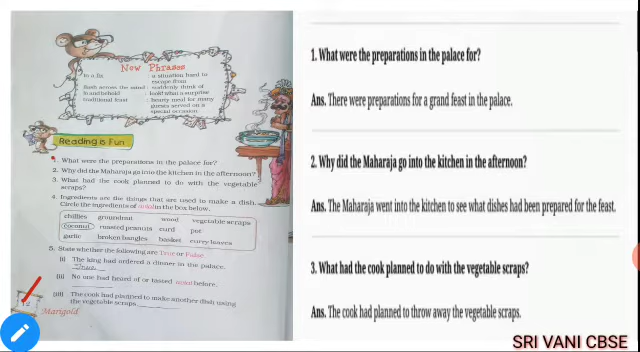 New Phrases
in a fix : a situation hard to
escape from
flash across the mind : suddenly think of
lo and behold : look! what a surprise
traditional feast : heavy meal for many
guests served on a
special occasion
Reading is Fun
1. What were the preparations in the palace for?
2. Why did the Maharaja go into the kitchen in the afternoon?
3. What had the cook planned to do with the vegetable
scraps?
4. Ingredients are the things that are used to make a dish.
Circle the ingredients of avial in the box below.
chillies groundnut wood vegetable scraps
coconut roasted peanuts curd pot
garlic broken bangles basket curry leaves
5. State whether the following are True or False.
(i) The king had ordered a dinner in the palace.
True
(ii) No one had heard of or tasted avial before.
(iii) The cook had planned to make another dish using
the vegetable scraps.
12
Marigold
1. What were the preparations in the palace for?
Ans. There were preparations for a grand feast in the palace.
2. Why did the Maharaja go into the kitchen in the afternoon?
Ans. The Maharaja went into the kitchen to see what dishes had been prepared for the feast.
3. What had the cook planned to do with the vegetable scraps?
Ans. The cook had planned to throw away the vegetable scraps.
SRI VANI CBSE